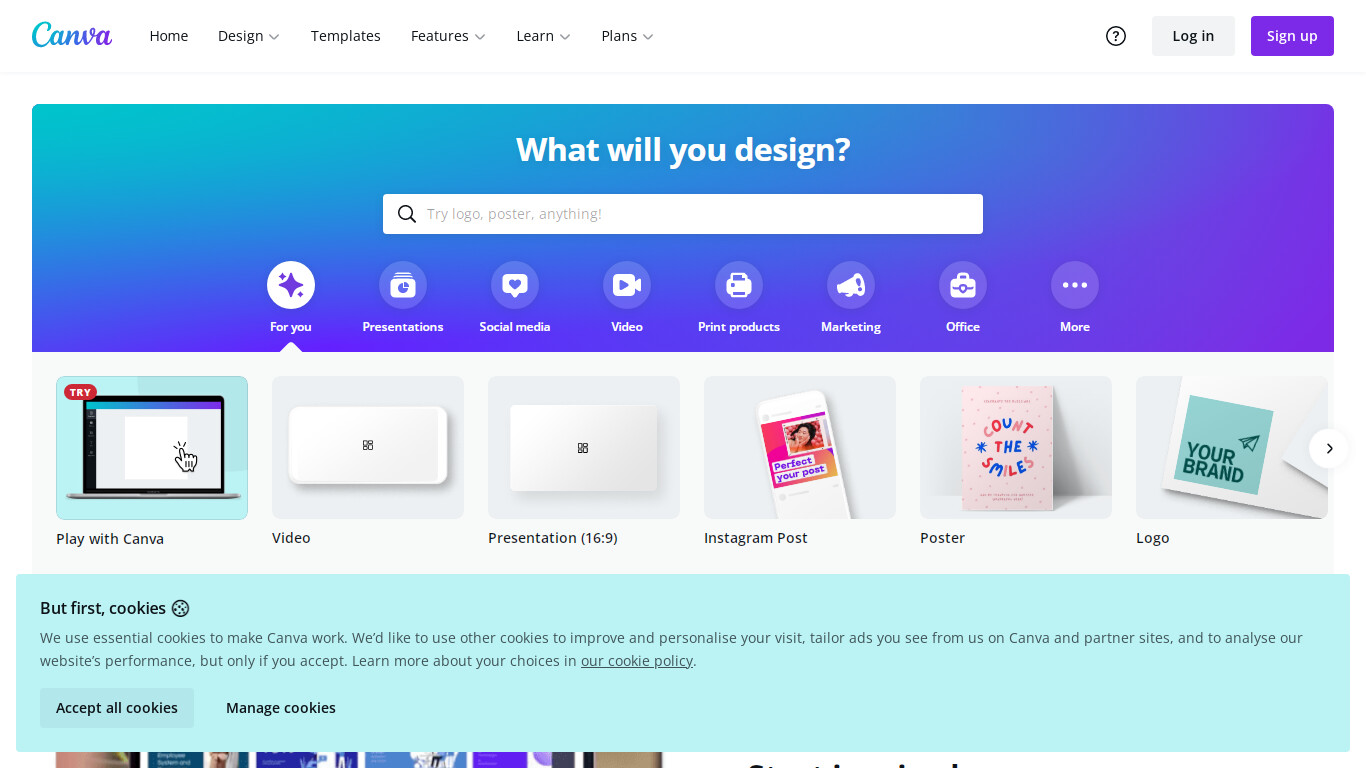 Canva
Home
Design
Templates
Features
Learn
Plans
Log in
Sign up
What will you design?
Try logo, poster, anything!
For you
Presentations
Social media
Video
Print products
Marketing
Office
More
TRY
Perfect
your post
COUNT
THE
SMILES
YOUR
BRAND
Play with Canva
Video
Presentation (16:9)
Instagram Post
Poster
Logo
But first, cookies
We use essential cookies to make Canva work. We’d like to use other cookies to improve and personalise your visit, tailor ads you see from us on Canva and partner sites, and to analyse our
website’s performance, but only if you accept. Learn more about your choices in our cookie policy.
Accept all cookies
Manage cookies
Employee
System and